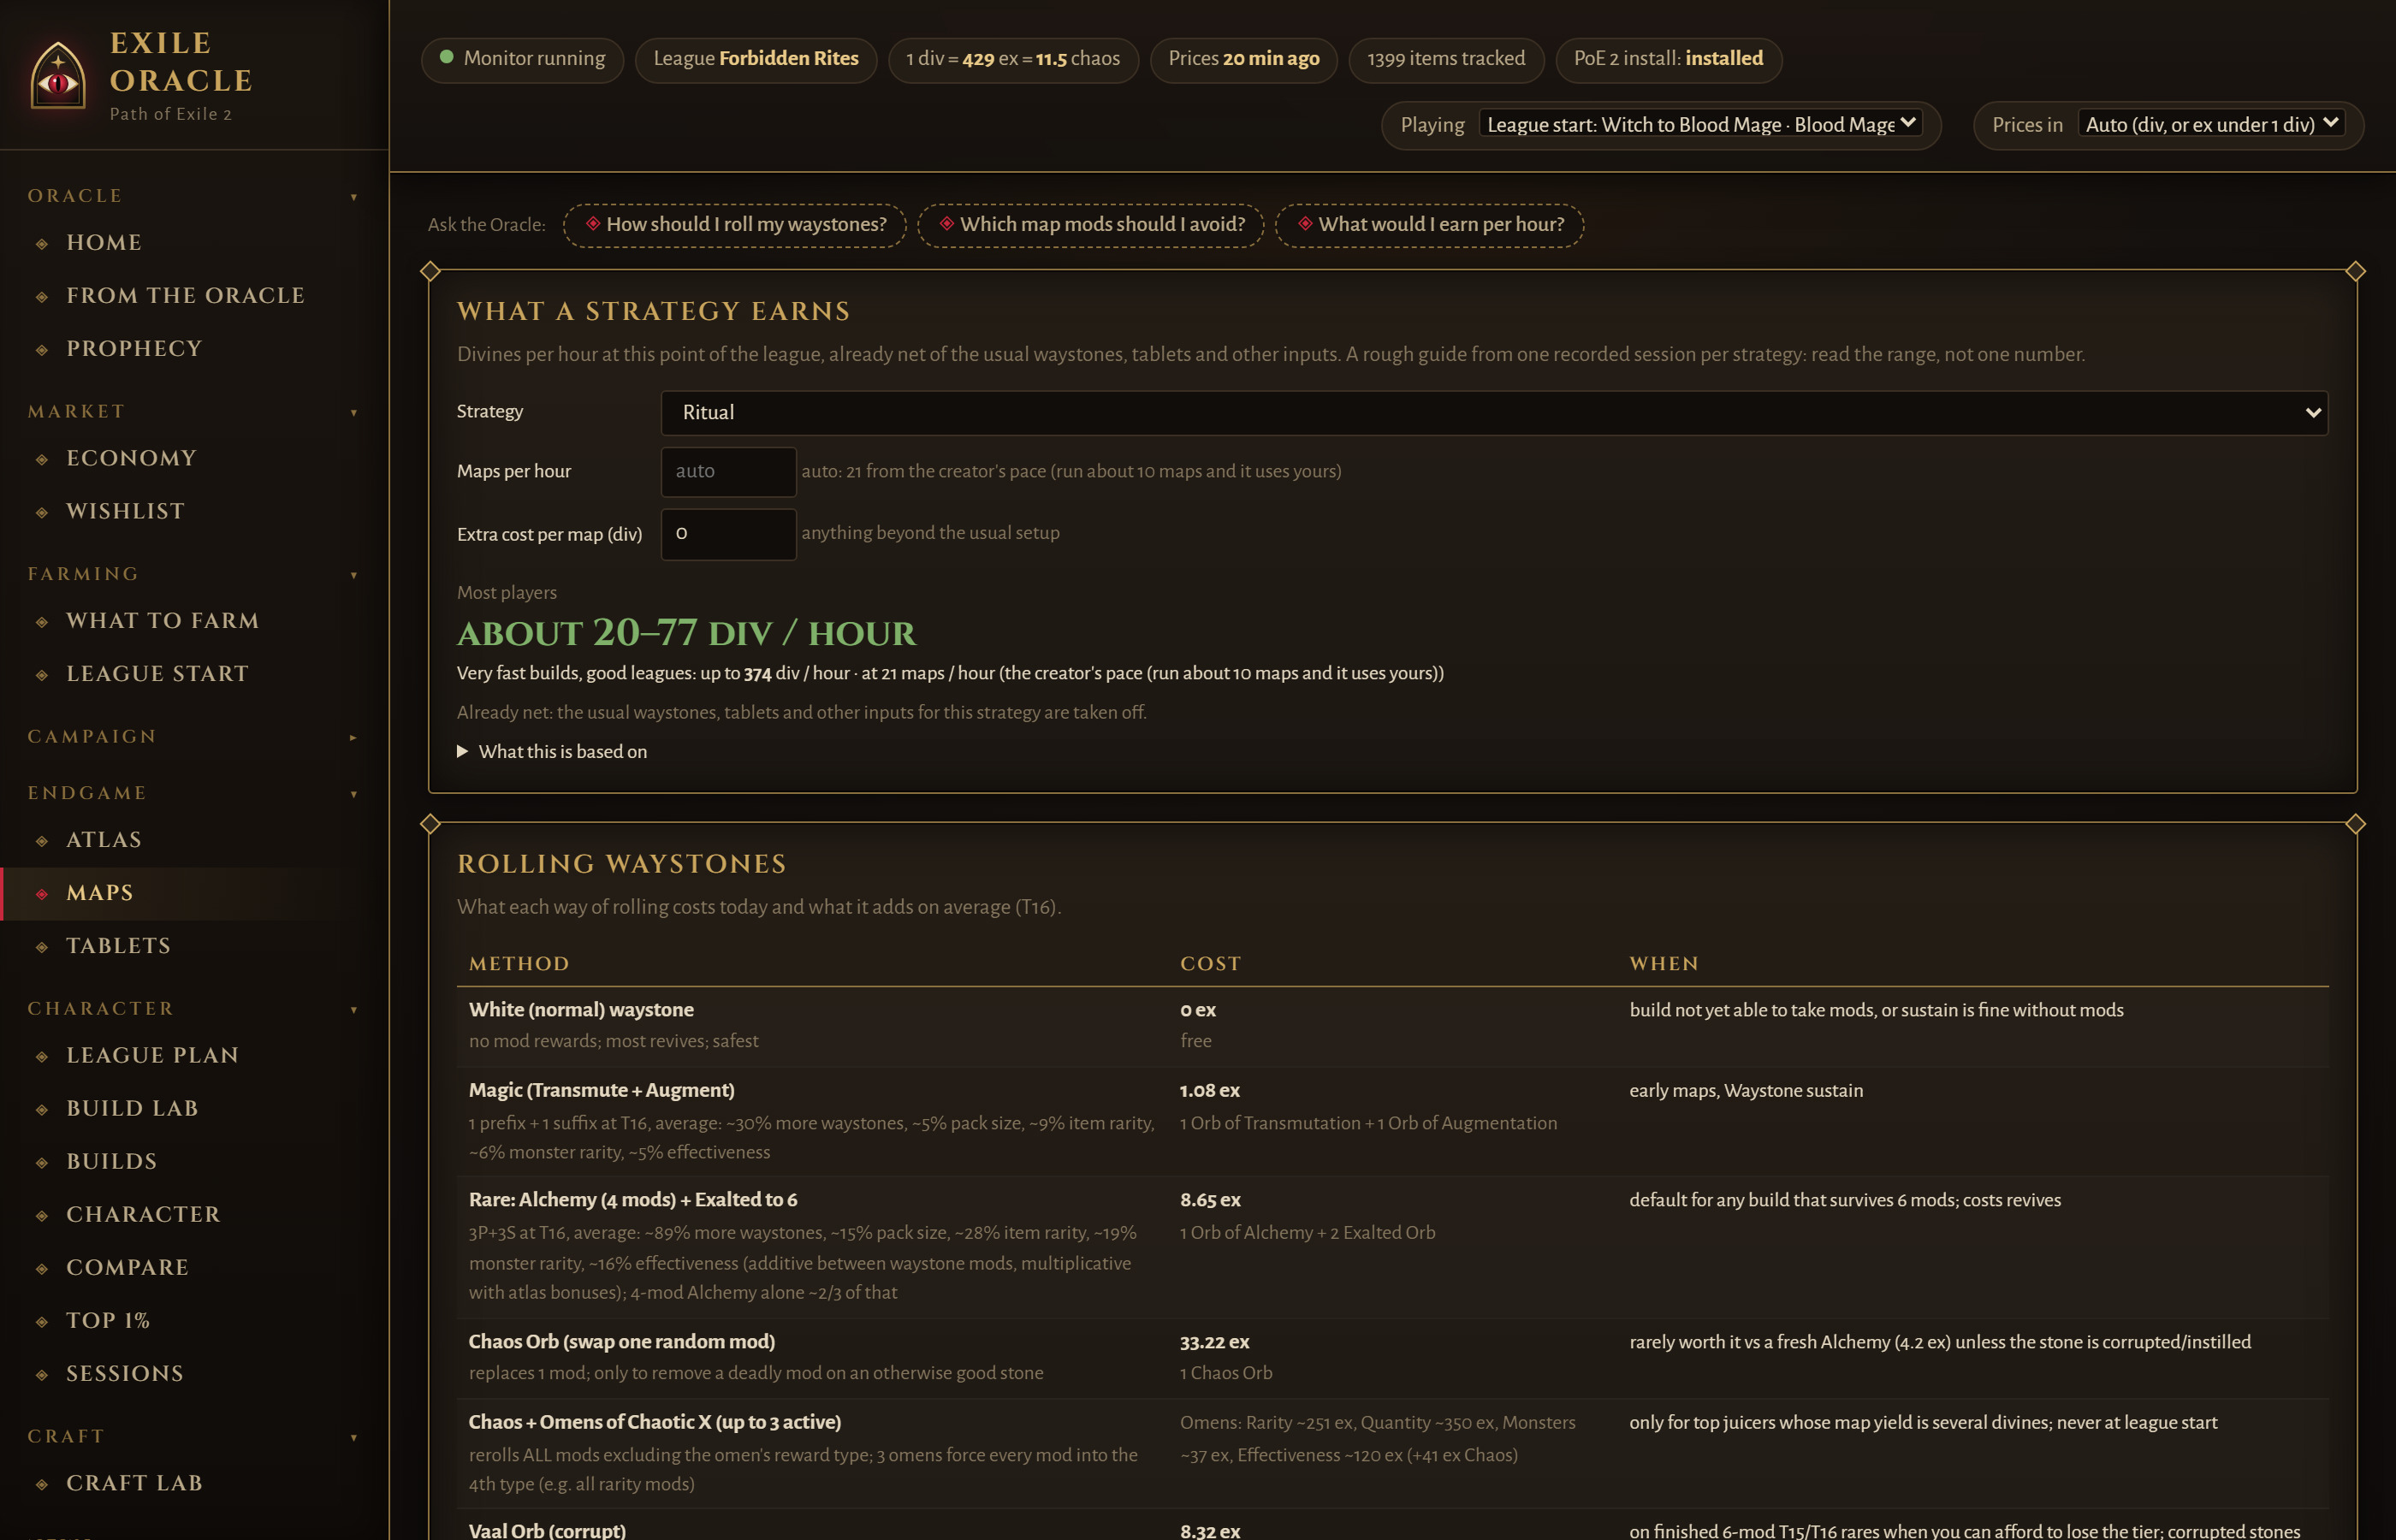 EXILE
ORACLE
Path of Exile 2
ORACLE
HOME
FROM THE ORACLE
PROPHECY
MARKET
ECONOMY
WISHLIST
FARMING
WHAT TO FARM
LEAGUE START
CAMPAIGN
ENDGAME
ATLAS
MAPS
TABLETS
CHARACTER
LEAGUE PLAN
BUILD LAB
BUILDS
CHARACTER
COMPARE
TOP 1%
SESSIONS
CRAFT
CRAFT LAB
Monitor running
League Forbidden Rites
1 div = 429 ex = 11.5 chaos
Prices 20 min ago
1399 items tracked
PoE 2 install: installed
Playing League start: Witch to Blood Mage · Blood Mage
Prices in Auto (div, or ex under 1 div)
Ask the Oracle: How should I roll my waystones? Which map mods should I avoid? What would I earn per hour?
WHAT A STRATEGY EARNS
Divines per hour at this point of the league, already net of the usual waystones, tablets and other inputs. A rough guide from one recorded session per strategy: read the range, not one number.
Strategy Ritual
Maps per hour auto auto: 21 from the creator's pace (run about 10 maps and it uses yours)
Extra cost per map (div) 0 anything beyond the usual setup
Most players
ABOUT 20–77 DIV / HOUR
Very fast builds, good leagues: up to 374 div / hour · at 21 maps / hour (the creator's pace (run about 10 maps and it uses yours))
Already net: the usual waystones, tablets and other inputs for this strategy are taken off.
What this is based on
ROLLING WAYSTONES
What each way of rolling costs today and what it adds on average (T16).
METHOD COST WHEN
White (normal) waystone 0 ex build not yet able to take mods, or sustain is fine without mods
no mod rewards; most revives; safest free
Magic (Transmute + Augment) 1.08 ex early maps, Waystone sustain
1 prefix + 1 suffix at T16, average: ~30% more waystones, ~5% pack size, ~9% item rarity, 1 Orb of Transmutation + 1 Orb of Augmentation
~6% monster rarity, ~5% effectiveness
Rare: Alchemy (4 mods) + Exalted to 6 8.65 ex default for any build that survives 6 mods; costs revives
3P+3S at T16, average: ~89% more waystones, ~15% pack size, ~28% item rarity, ~19% 1 Orb of Alchemy + 2 Exalted Orb
monster rarity, ~16% effectiveness (additive between waystone mods, multiplicative
with atlas bonuses); 4-mod Alchemy alone ~2/3 of that
Chaos Orb (swap one random mod) 33.22 ex rarely worth it vs a fresh Alchemy (4.2 ex) unless the stone is corrupted/instilled
replaces 1 mod; only to remove a deadly mod on an otherwise good stone 1 Chaos Orb
Chaos + Omens of Chaotic X (up to 3 active) Omens: Rarity ~251 ex, Quantity ~350 ex, Monsters only for top juicers whose map yield is several divines; never at league start
rerolls ALL mods excluding the omen's reward type; 3 omens force every mod into the ~37 ex, Effectiveness ~120 ex (+41 ex Chaos)
4th type (e.g. all rarity mods)
Vaal Orb (corrupt) 8.32 ex on finished 6-mod T15/T16 rares when you can afford to lose the tier; corrupted stones